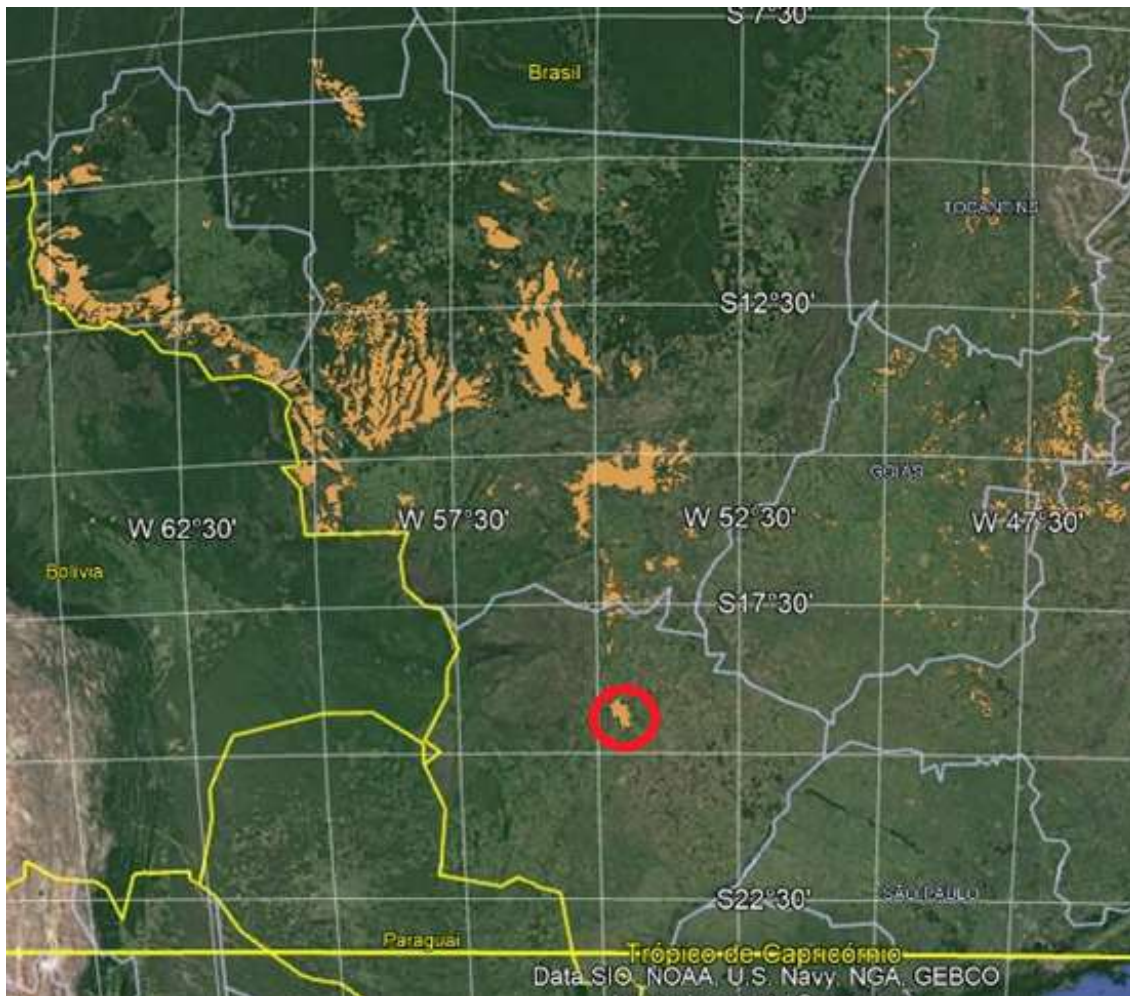 S 7°30'
Brasil
TOCANTINS
S12°30'
GOIÁS
W 62°30'
W 57°30'
W 52°30'
W 47°30'
Bolívia
S17°30'
S22°30'
SÃO PAULO
Paraguai
Trópico de Capricórnio
Data SIO, NOAA, U.S. Navy, NGA, GEBCO